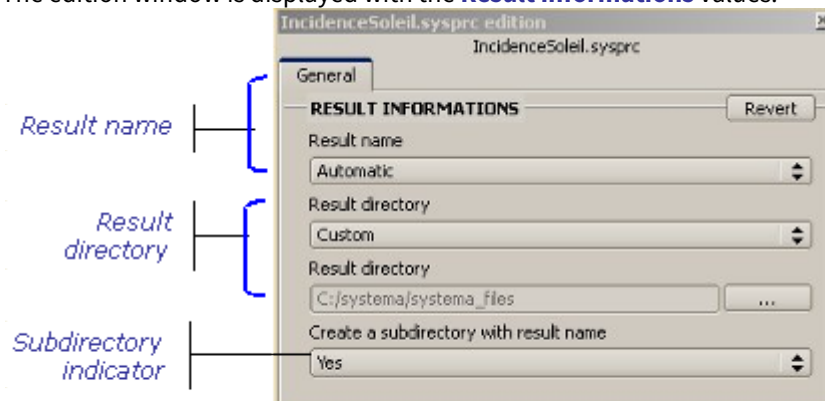 The edition window is displayed with the Result Informations values.
IncidenceSoleil.sysprc edition
IncidenceSoleil.sysprc
General
RESULT INFORMATIONS
Revert
Result name
Result name
Automatic
Result directory
Result
directory
Custom
Result directory
C:/systema/systema_files
...
Create a subdirectory with result name
Subdirectory
indicator
Yes